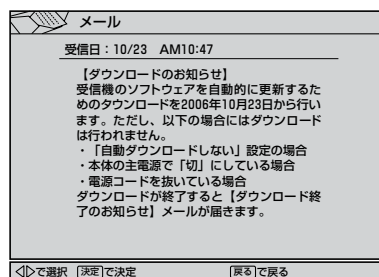 メール
受信日:10/23 AM10:47
【ダウンロードのお知らせ】
受信機のソフトウェアを自動的に更新するた
めのダウンロードを2006年10月23日から行い
ます。ただし、以下の場合にはダウンロード
は行われません。
・「自動ダウンロードしない」設定の場合
・本体の主電源で「切」にしている場合
・電源コードを抜いている場合
ダウンロードが終了すると【ダウンロード終
了のお知らせ】メールが届きます。
◁▷で選択 決定で決定 戻るで戻る